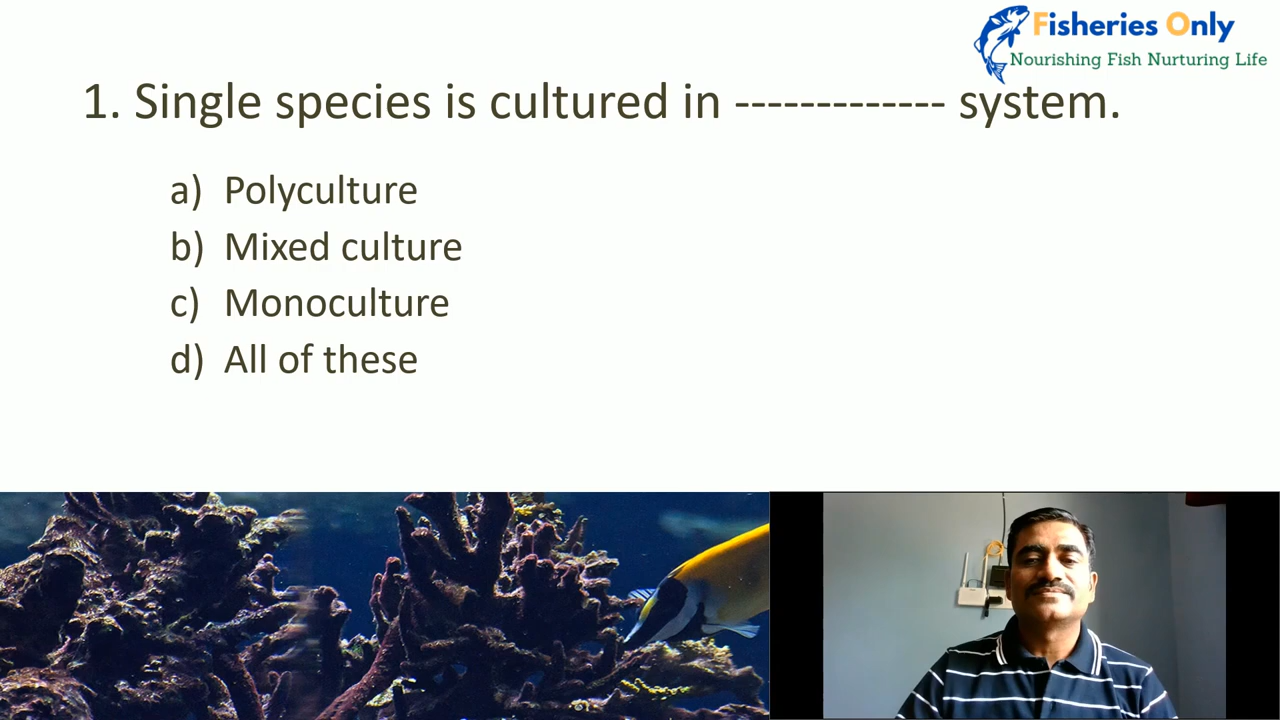 Fisheries Only
Nourishing Fish Nurturing Life
1. Single species is cultured in ------------- system.
a) Polyculture
b) Mixed culture
c) Monoculture
d) All of these